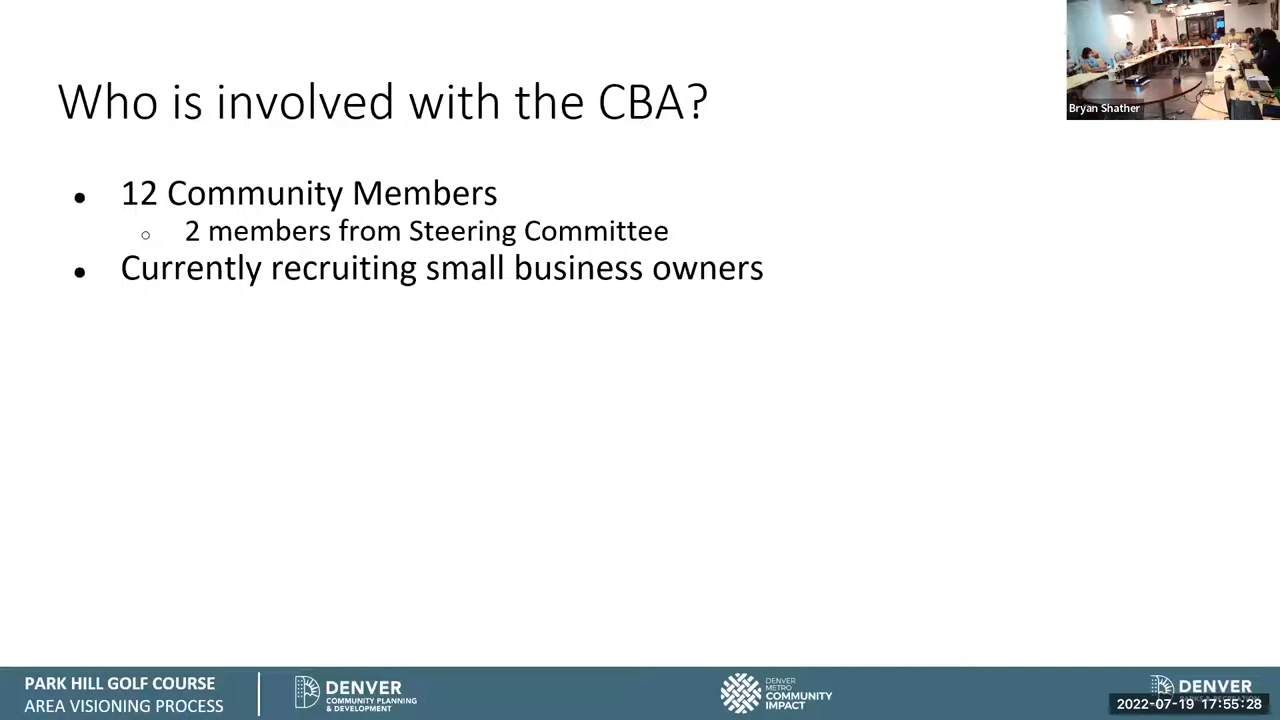 Who is involved with the CBA?
Bryan Shather
● 12 Community Members
○ 2 members from Steering Committee
● Currently recruiting small business owners
PARK HILL GOLF COURSE
AREA VISIONING PROCESS
DENVER
COMMUNITY PLANNING
& DEVELOPMENT
DENVER
METRO
COMMUNITY
IMPACT
DENVER
2022-07-19 17:55:28